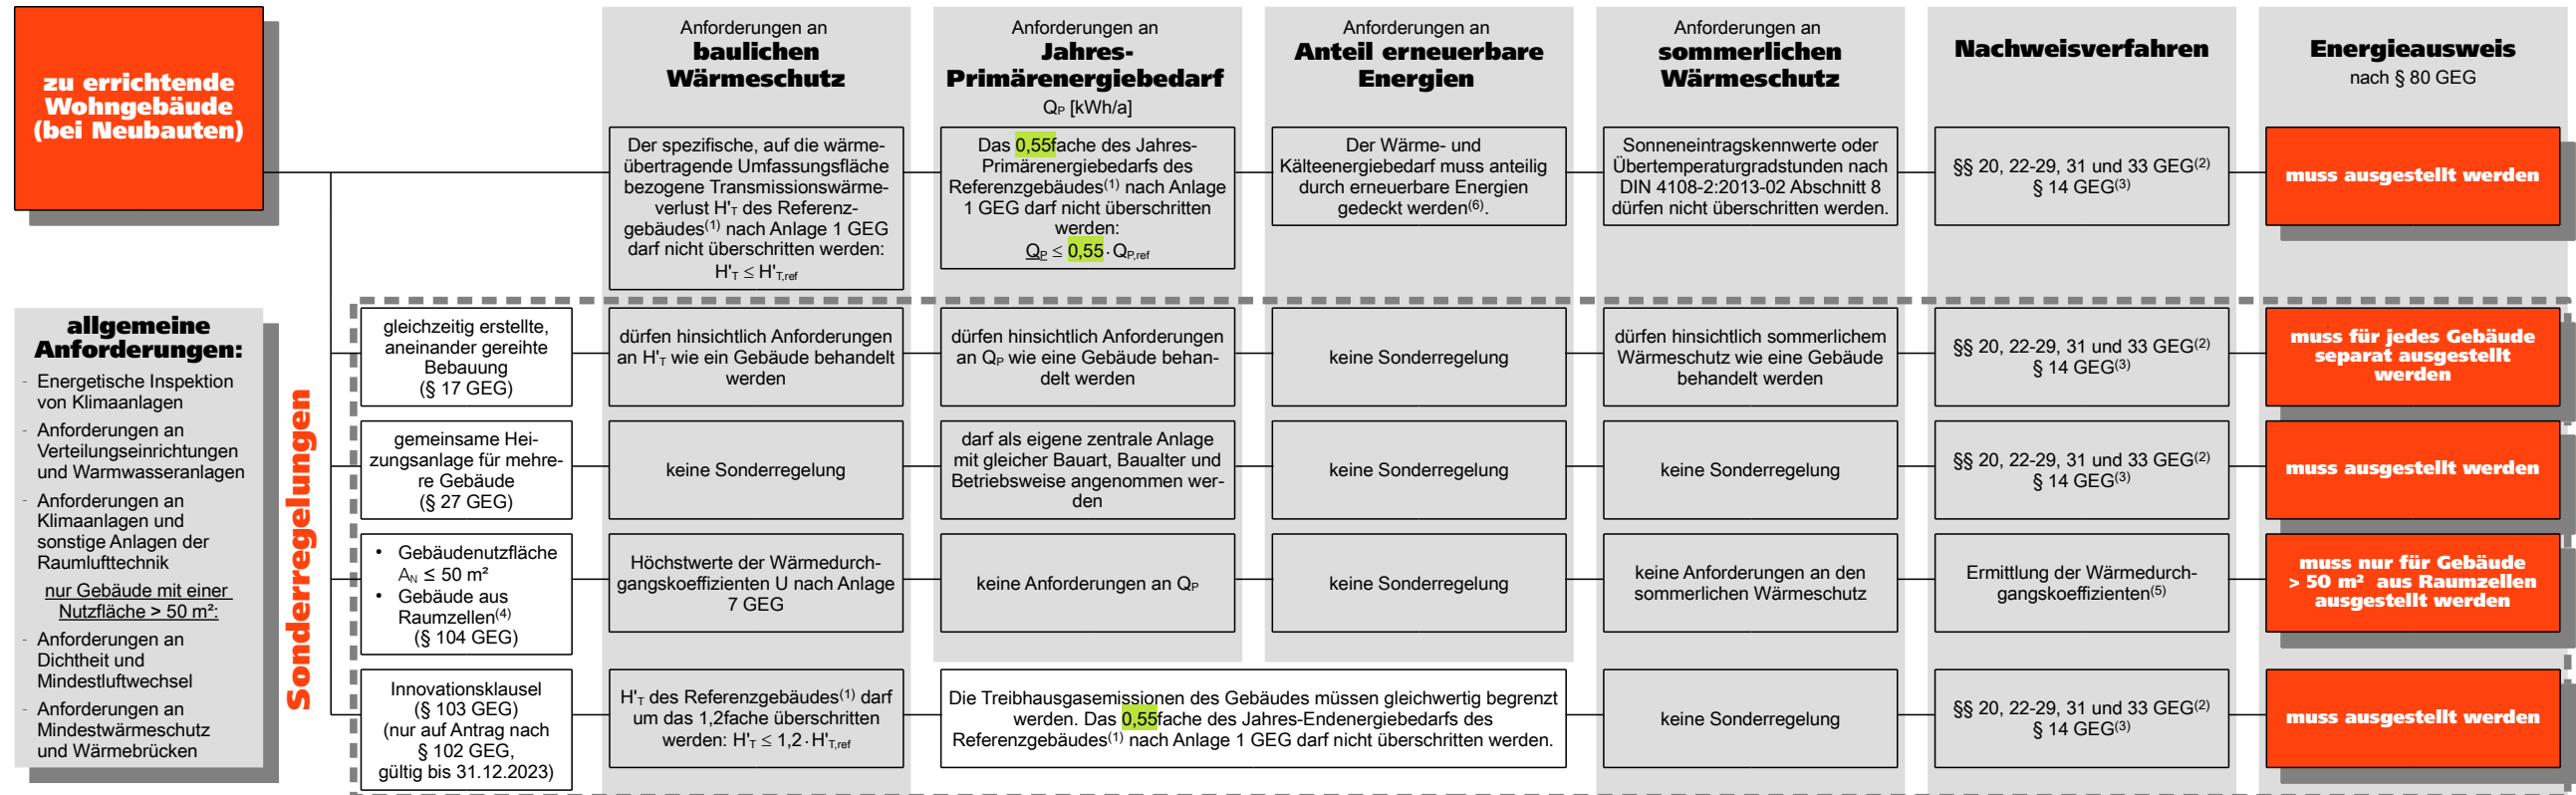 zu errichtende
Wohngebäude
(bei Neubauten)
Anforderungen an
baulichen
Wärmeschutz
Anforderungen an
Jahres-
Primärenergiebedarf
QP [kWh/a]
Anforderungen an
Anteil erneuerbare
Energien
Anforderungen an
sommerlichen
Wärmeschutz
Nachweisverfahren
Energieausweis
nach § 80 GEG
Der spezifische, auf die wärme-
übertragende Umfassungsfläche
bezogene Transmissionswärme-
verlust H'T des Referenz-
gebäudes(1) nach Anlage 1 GEG
darf nicht überschritten werden:
H'T ≤ H'T,ref
Das 0,55fache des Jahres-
Primärenergiebedarfs des
Referenzgebäudes(1) nach Anlage
1 GEG darf nicht überschritten
werden:
QP ≤ 0,55 · QP,ref
Der Wärme- und
Kälteenergiebedarf muss anteilig
durch erneuerbare Energien
gedeckt werden(6).
Sonneneintragskennwerte oder
Übertemperaturgradstunden nach
DIN 4108-2:2013-02 Abschnitt 8
dürfen nicht überschritten werden.
§§ 20, 22-29, 31 und 33 GEG(2)
§ 14 GEG(3)
muss ausgestellt werden
allgemeine
Anforderungen:
- Energetische Inspektion
von Klimaanlagen
- Anforderungen an
Verteilungseinrichtungen
und Warmwasseranlagen
- Anforderungen an
Klimaanlagen und
sonstige Anlagen der
Raumlufttechnik
nur Gebäude mit einer
Nutzfläche > 50 m²:
- Anforderungen an
Dichtheit und
Mindestluftwechsel
- Anforderungen an
Mindestwärmeschutz
und Wärmebrücken
Sonderregelungen
gleichzeitig erstellte,
aneinander gereihte
Bebauung
(§ 17 GEG)
dürfen hinsichtlich Anforderungen
an H'T wie ein Gebäude behandelt
werden
dürfen hinsichtlich Anforderungen
an QP wie eine Gebäude behan-
delt werden
keine Sonderregelung
dürfen hinsichtlich sommerlichem
Wärmeschutz wie eine Gebäude
behandelt werden
§§ 20, 22-29, 31 und 33 GEG(2)
§ 14 GEG(3)
muss für jedes Gebäude
separat ausgestellt
werden
gemeinsame Hei-
zungsanlage für mehre-
re Gebäude
(§ 27 GEG)
keine Sonderregelung
darf als eigene zentrale Anlage
mit gleicher Bauart, Baualter und
Betriebsweise angenommen wer-
den
keine Sonderregelung
keine Sonderregelung
§§ 20, 22-29, 31 und 33 GEG(2)
§ 14 GEG(3)
muss ausgestellt werden
• Gebäudenutzfläche
AN ≤ 50 m²
• Gebäude aus
Raumzellen(4)
(§ 104 GEG)
Höchstwerte der Wärmedurch-
gangskoeffizienten U nach Anlage
7 GEG
keine Anforderungen an QP
keine Sonderregelung
keine Anforderungen an den
sommerlichen Wärmeschutz
Ermittlung der Wärmedurch-
gangskoeffizienten(5)
muss nur für Gebäude
> 50 m² aus Raumzellen
ausgestellt werden
Innovationsklausel
(§ 103 GEG)
(nur auf Antrag nach
§ 102 GEG,
gültig bis 31.12.2023)
H'T des Referenzgebäudes(1) darf
um das 1,2fache überschritten
werden: H'T ≤ 1,2 · H'T,ref
Die Treibhausgasemissionen des Gebäudes müssen gleichwertig begrenzt
werden. Das 0,55fache des Jahres-Endenergiebedarfs des
Referenzgebäudes(1) nach Anlage 1 GEG darf nicht überschritten werden.
keine Sonderregelung
§§ 20, 22-29, 31 und 33 GEG(2)
§ 14 GEG(3)
muss ausgestellt werden